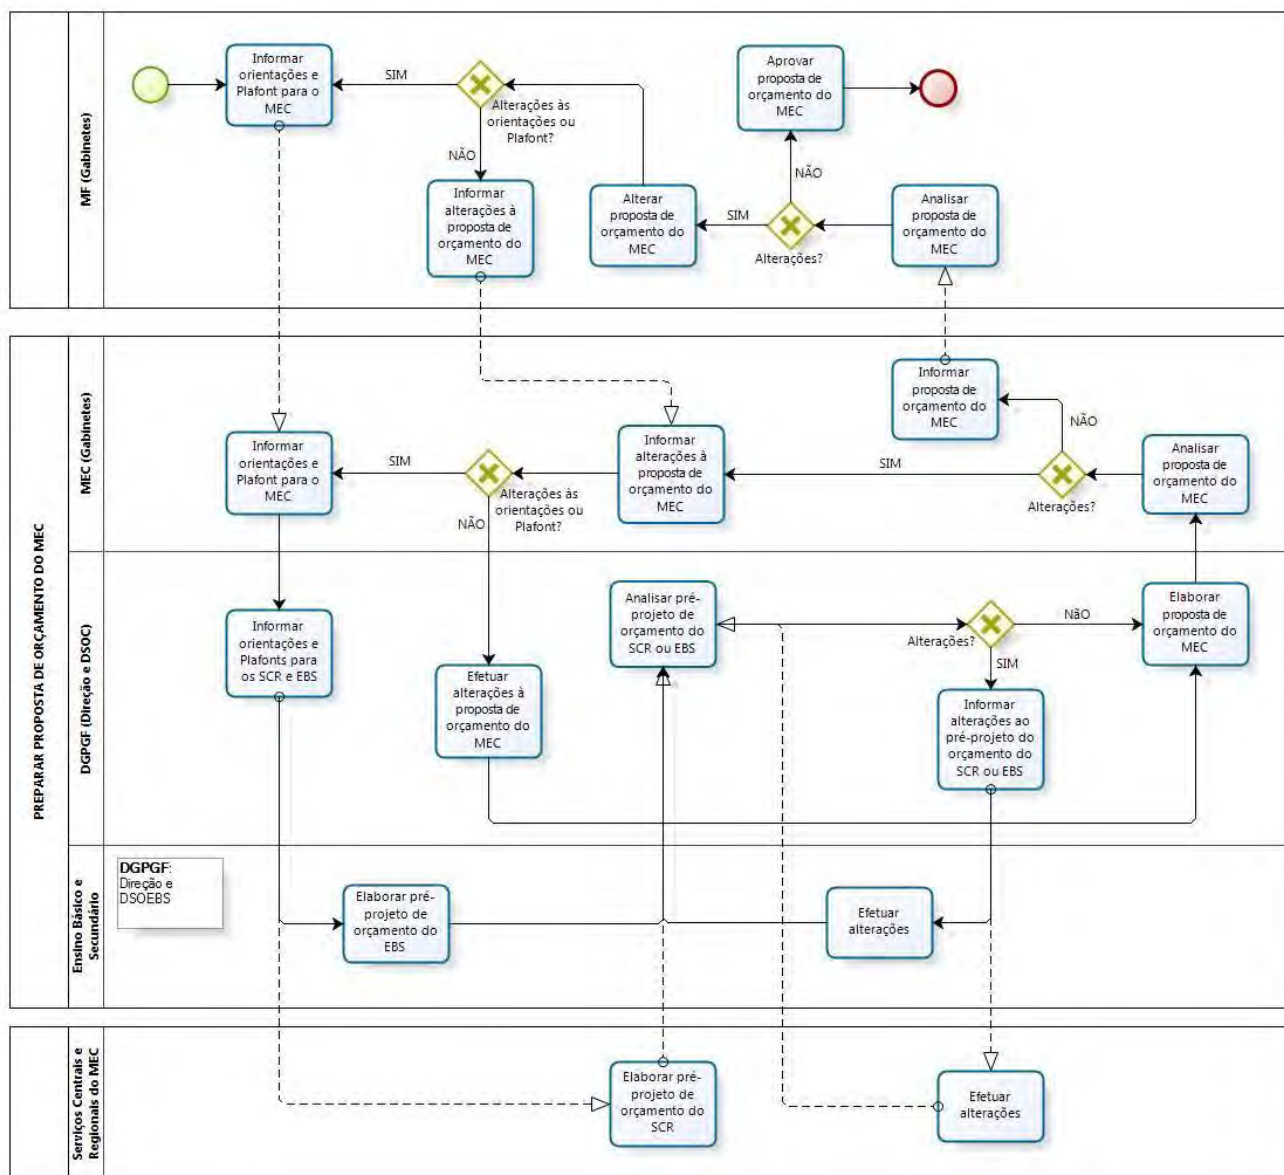 MF (Gabinetes)
Informar
orientações e
Plafont para o
MEC
SIM
Alterações às
orientações ou
Plafont?
NÃO
Informar
alterações à
proposta de
orçamento do
MEC
Alterar
proposta de
orçamento do
MEC
SIM
Alterações?
NÃO
Aprovar
proposta de
orçamento do
MEC
Analisar
proposta de
orçamento do
MEC
PREPARAR PROPOSTA DE ORÇAMENTO DO MEC
MEC (Gabinetes)
Informar
orientações e
Plafont para o
MEC
SIM
Alterações às
orientações ou
Plafont?
NÃO
Informar
alterações à
proposta de
orçamento do
MEC
SIM
Informar
proposta de
orçamento do
MEC
NÃO
Alterações?
Analisar
proposta de
orçamento do
MEC
DGPGF (Direção e DSOC)
Informar
orientações e
Plafonts para
os SCR e EBS
Efetuar
alterações à
proposta de
orçamento do
MEC
Analisar pré-
projeto de
orçamento do
SCR ou EBS
Alterações?
NãO
SIM
Elaborar
proposta de
orçamento do
MEC
Informar
alterações ao
pré-projeto do
orçamento do
SCR ou EBS
Ensino Básico e
Secundário
DGPGF:
Direção e
DSOEBS
Elaborar pré-
projeto de
orçamento do
EBS
Efetuar
alterações
Serviços Centrais e
Regionais do MEC
Elaborar pré-
projeto de
orçamento do
SCR
Efetuar
alterações